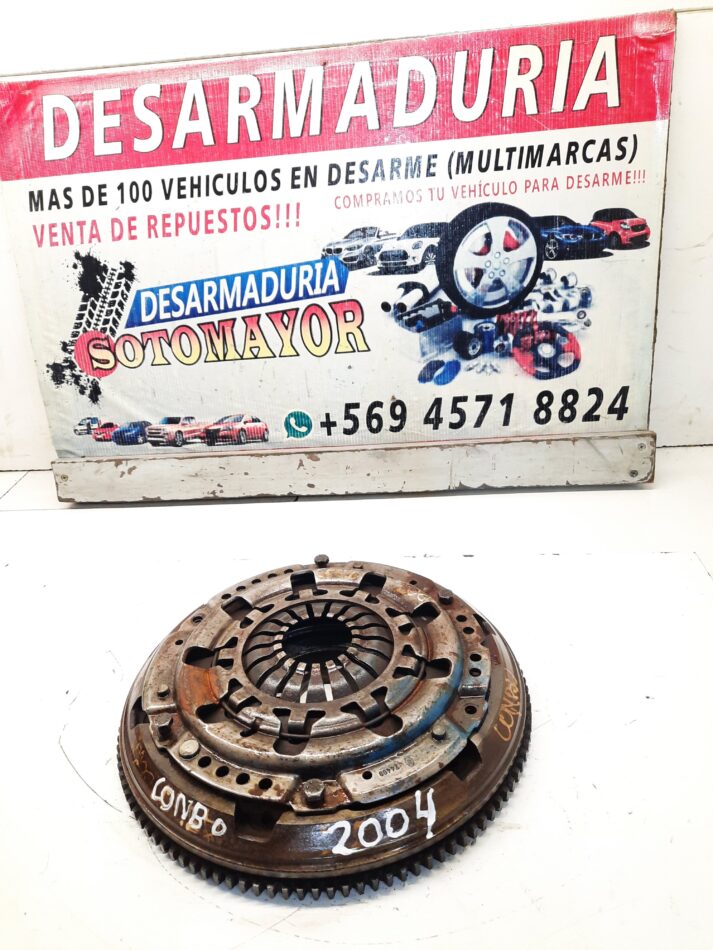 DESARMADURIA
MAS DE 100 VEHICULOS EN DESARME (MULTIMARCAS)
VENTA DE REPUESTOS!!!
COMPRAMOS TU VEHÍCULO PARA DESARME!!!
DESARMADURIA
SOTOMAYOR
+569 4571 8824
74409
CONBO
2004